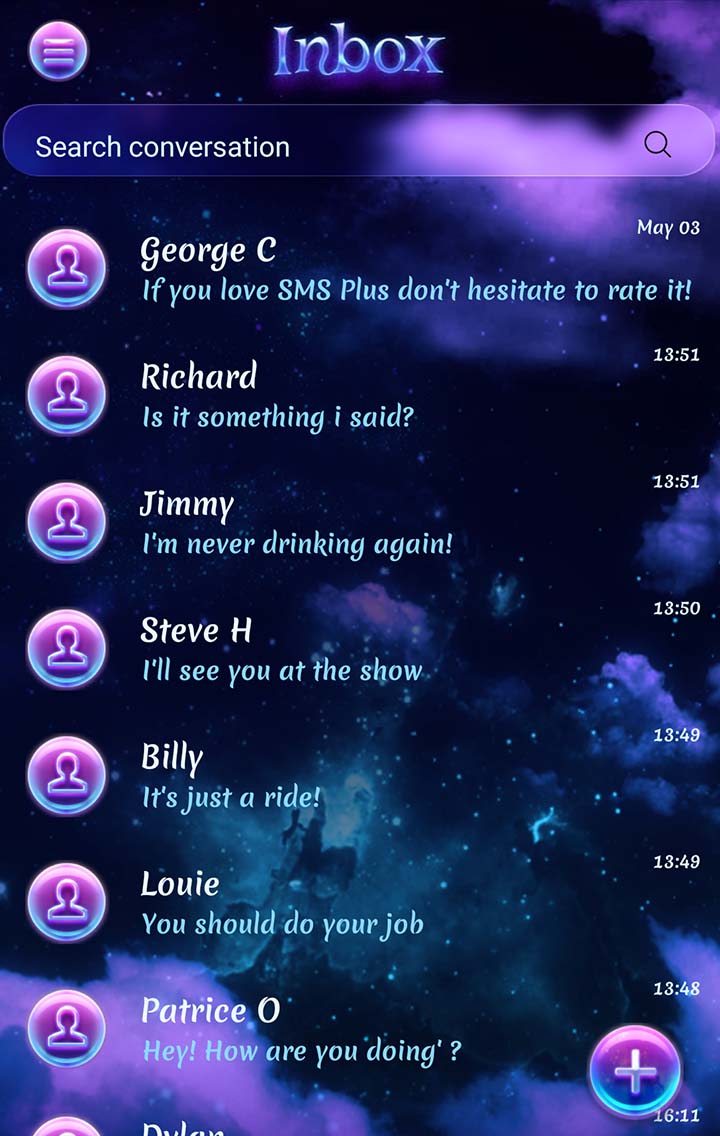 Inbox
Search conversation
May 03
George C
If you love SMS Plus don't hesitate to rate it!
13:51
Richard
Is it something i said?
13:51
Jimmy
I'm never drinking again!
13:50
Steve H
I'll see you at the show
13:49
Billy
It's just a ride!
13:49
Louie
You should do your job
13:48
Patrice O
Hey! How are you doing' ?
16:11
Dylan